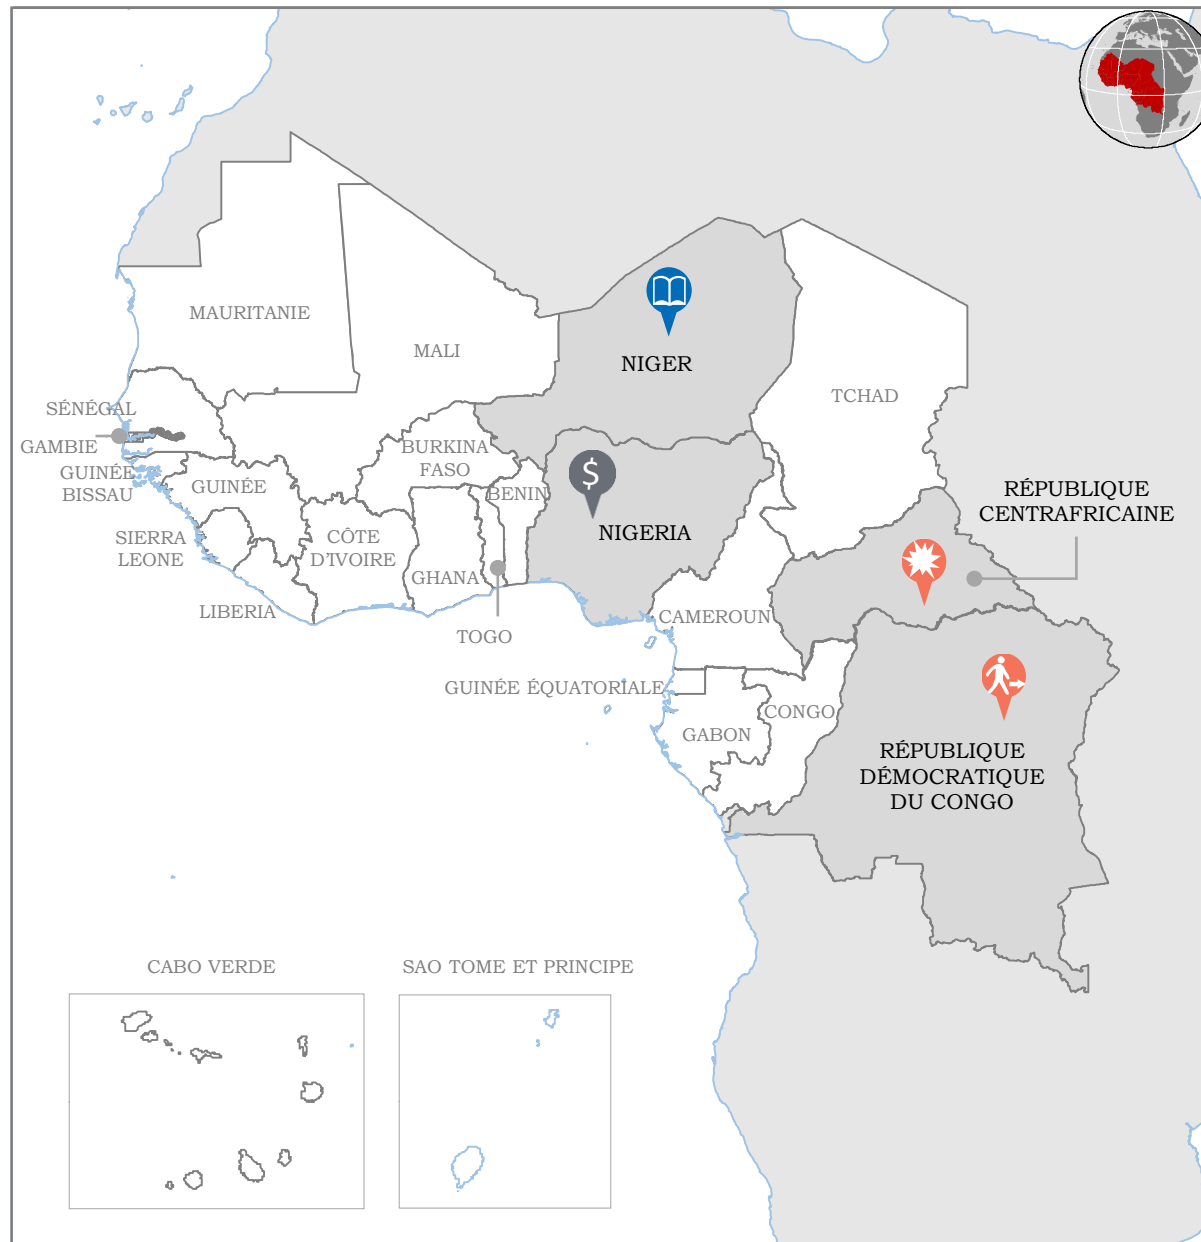 MAURITANIE
MALI
NIGER
TCHAD
SÉNÉGAL
GAMBIE
GUINÉE
BISSAU
GUINÉE
BURKINA
FASO
BENIN
$
NIGERIA
RÉPUBLIQUE
CENTRAFRICAINE
SIERRA
LEONE
CÔTE
D'IVOIRE
GHANA
LIBERIA
TOGO
CAMEROUN
GUINÉE ÉQUATORIALE
CONGO
GABON
RÉPUBLIQUE
DÉMOCRATIQUE
DU CONGO
CABO VERDE
SAO TOME ET PRINCIPE